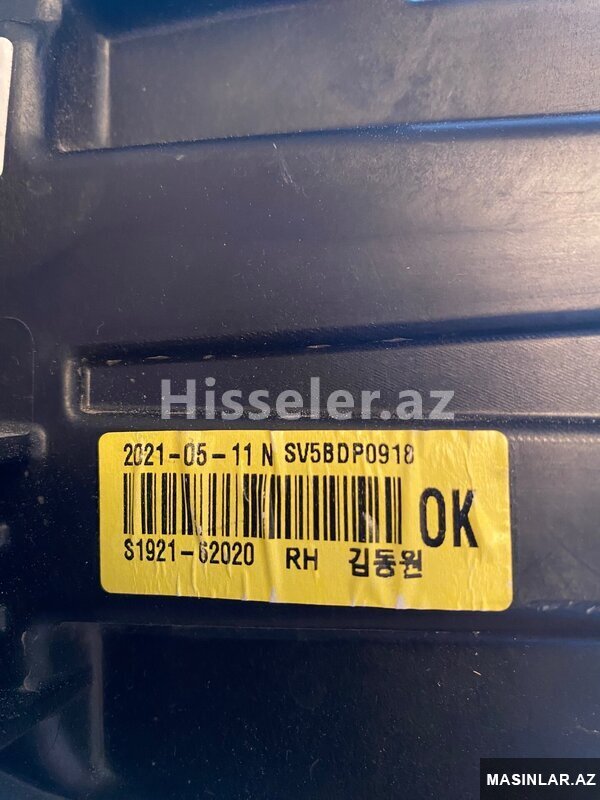 Hisseler.az
2021-05-11 N SV5BDP0918
OK
S1921-62020 RH 김동원
MASINLAR.AZ